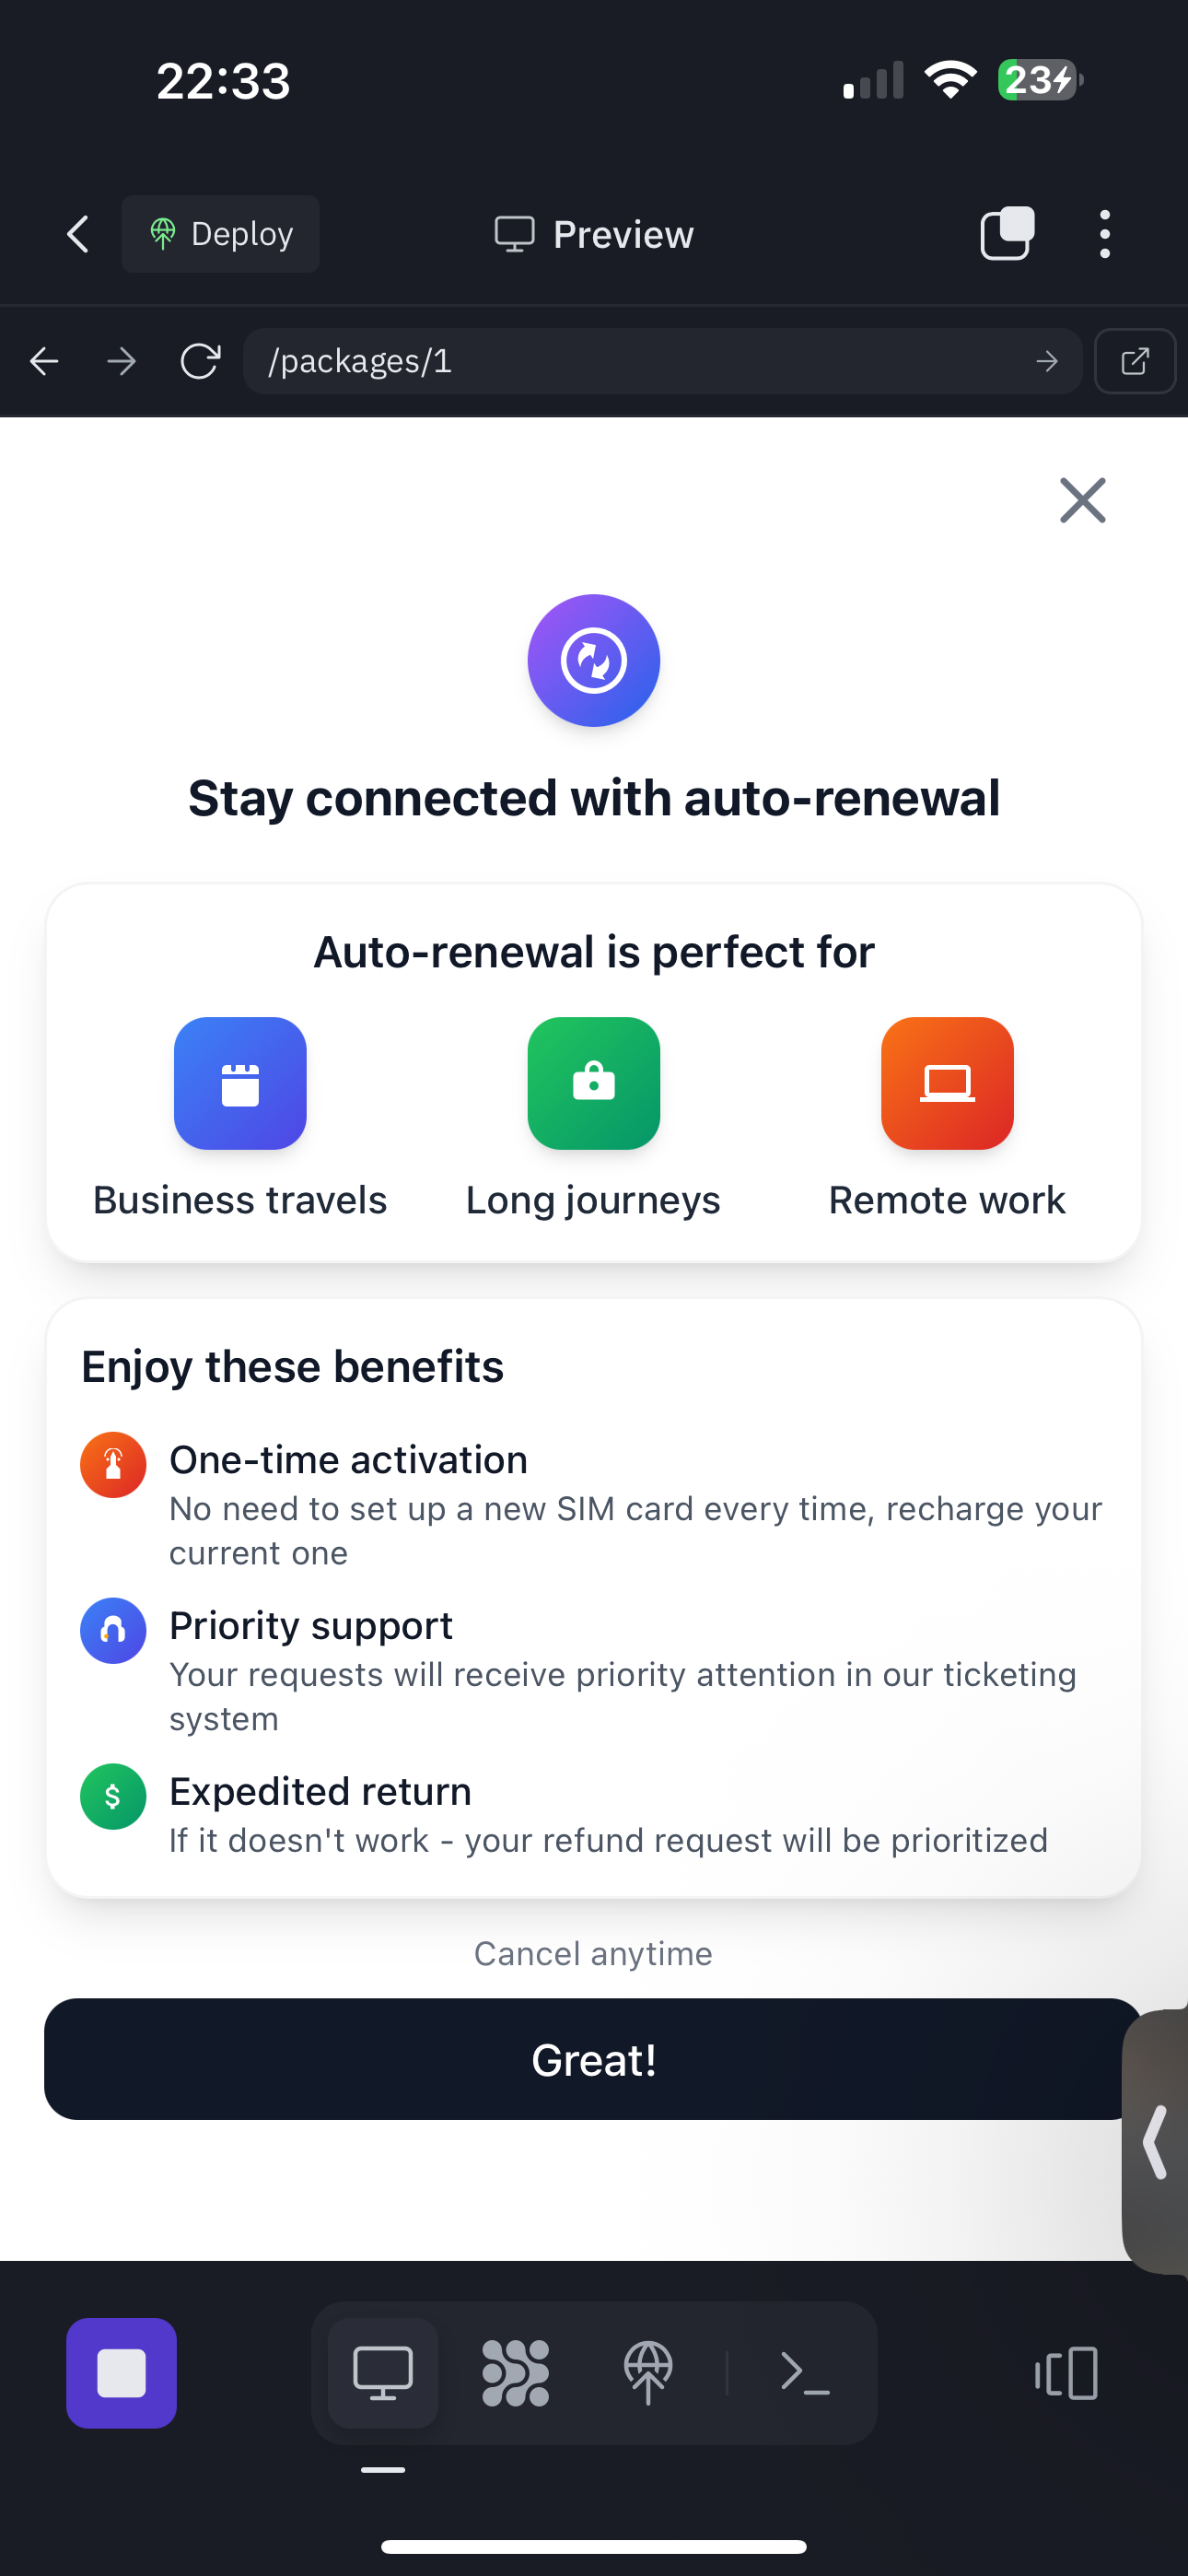 22:33
23
Deploy
Preview
/packages/1
Stay connected with auto-renewal
Auto-renewal is perfect for
Business travels
Long journeys
Remote work
Enjoy these benefits
One-time activation
No need to set up a new SIM card every time, recharge your
current one
Priority support
Your requests will receive priority attention in our ticketing
system
$
Expedited return
If it doesn't work - your refund request will be prioritized
Cancel anytime
Great!